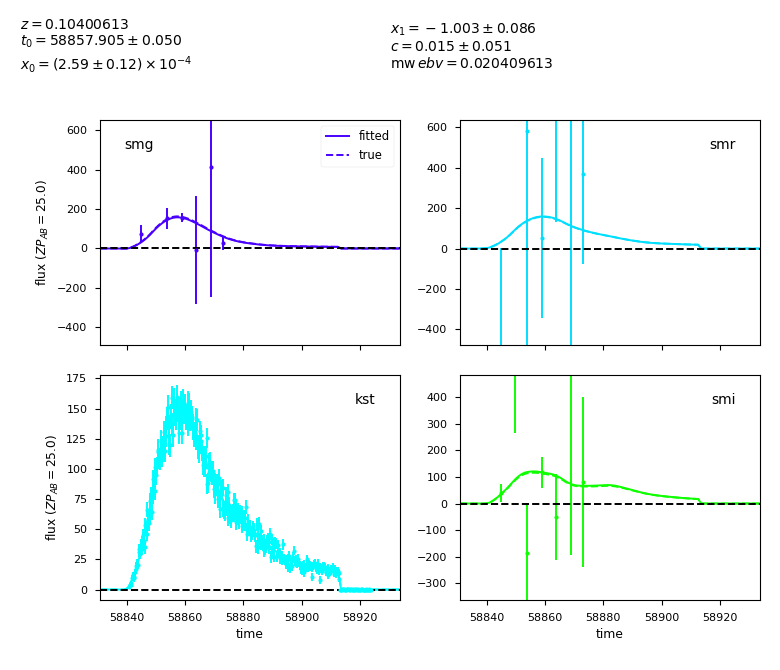 z = 0.10400613
t₀ = 58857.905 ± 0.050
x₀ = (2.59 ± 0.12) × 10⁻⁴
x₁ = −1.003 ± 0.086
c = 0.015 ± 0.051
mw ebv = 0.020409613
600
400
200
0
−200
−400
flux (ZP_AB = 25.0)
smg
fitted
true
600
400
200
0
−200
−400
smr
175
150
125
100
75
50
25
0
flux (ZP_AB = 25.0)
kst
58840 58860 58880 58900 58920
time
400
300
200
100
0
−100
−200
−300
smi
58840 58860 58880 58900 58920
time